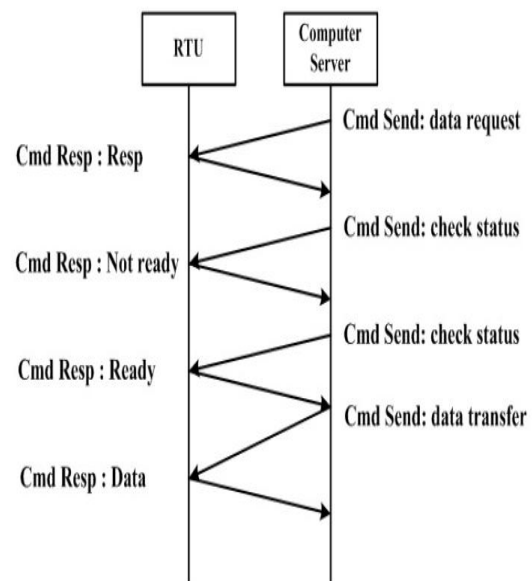 RTU
Computer
Server
Cmd Send: data request
Cmd Resp : Resp
Cmd Send: check status
Cmd Resp : Not ready
Cmd Send: check status
Cmd Resp : Ready
Cmd Send: data transfer
Cmd Resp : Data